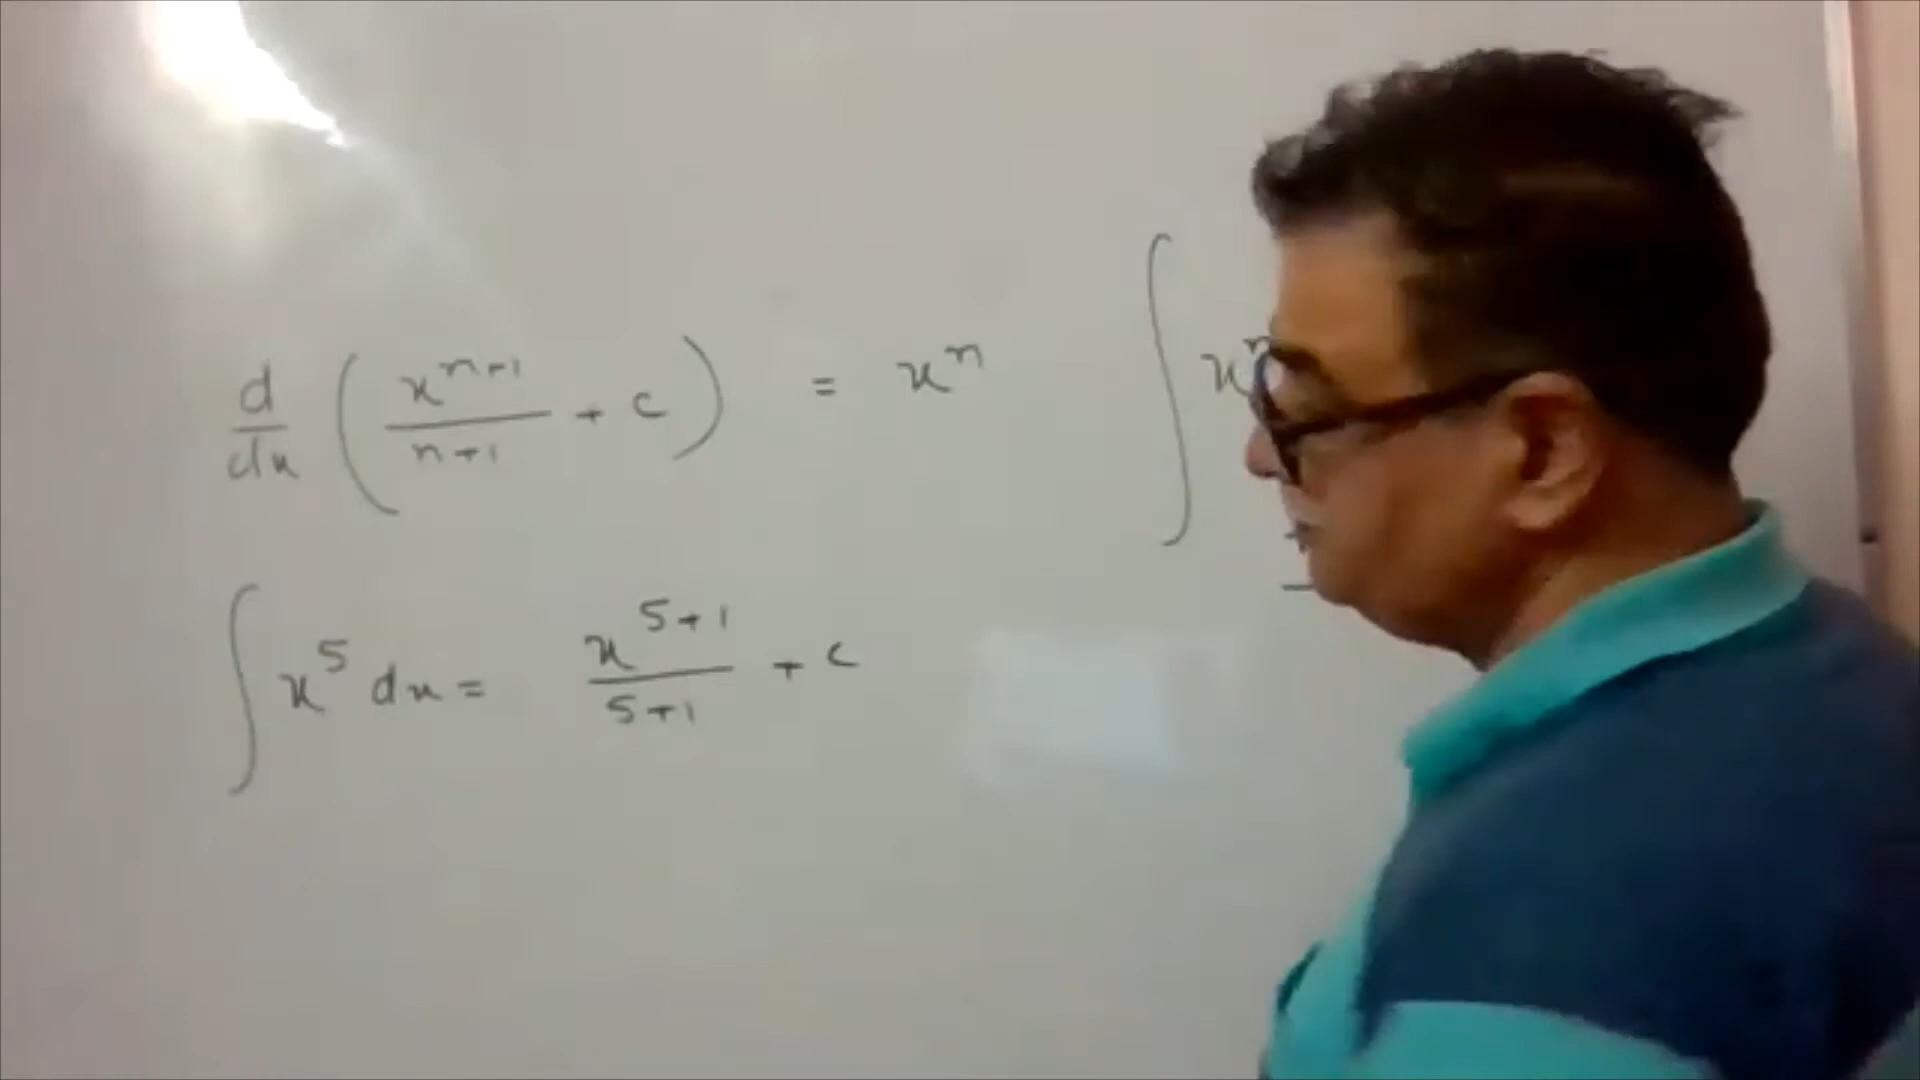 d/dx ( x^{n+1}/n+1 + c ) = x^n ∫ x^n
∫ x^5 dx = x^{5+1}/5+1 + c